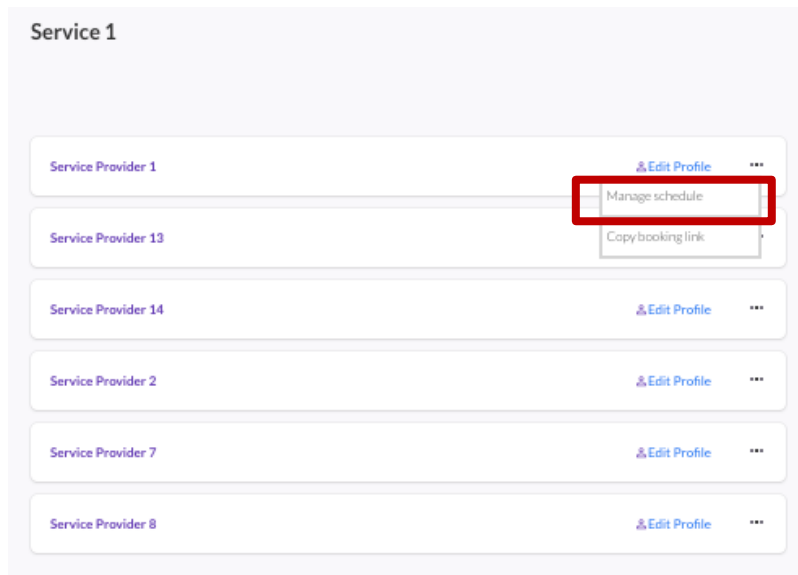 Service 1
Service Provider 1 Edit Profile ...
Manage schedule
Service Provider 13
Copy booking link
Service Provider 14 Edit Profile ...
Service Provider 2 Edit Profile ...
Service Provider 7 Edit Profile ...
Service Provider 8 Edit Profile ...